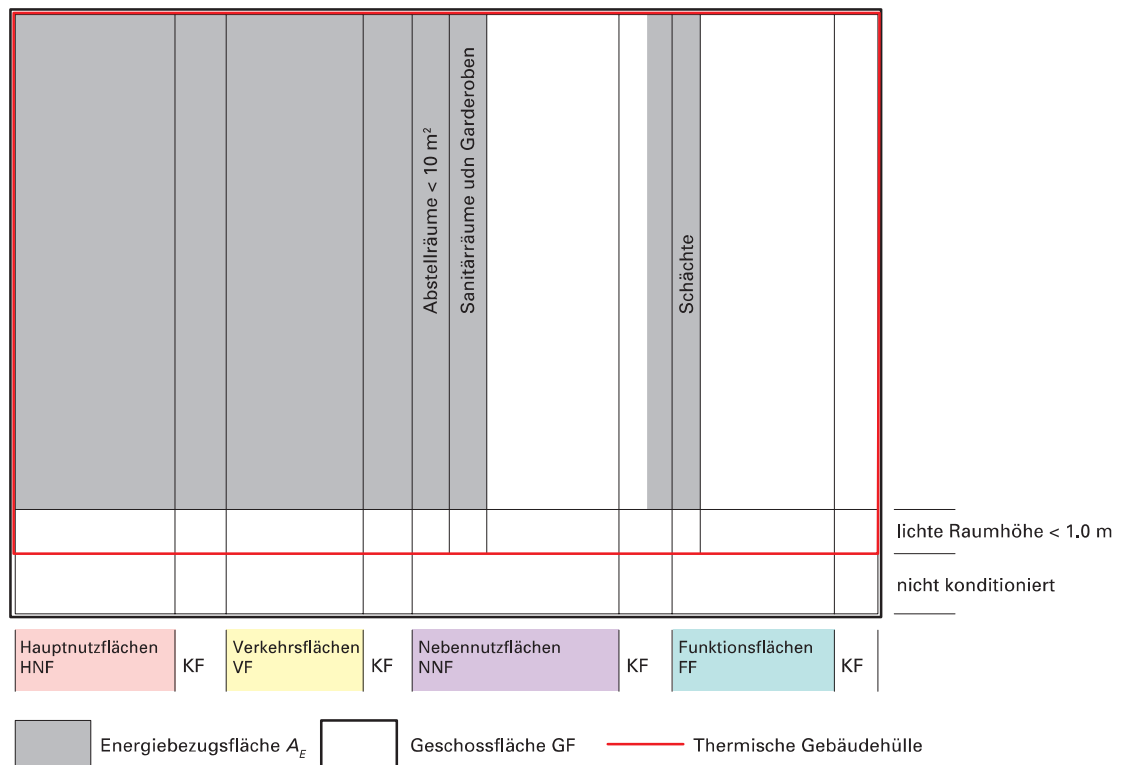 Abstellräume < 10 m²
Sanitärräume udn Garderoben
Schächte
lichte Raumhöhe < 1.0 m
nicht konditioniert
Hauptnutzflächen
HNF
KF
Verkehrsflächen
VF
KF
Nebennutzflächen
NNF
KF
Funktionsflächen
FF
KF
Energiebezugsfläche A_E
Geschossfläche GF
Thermische Gebäudehülle